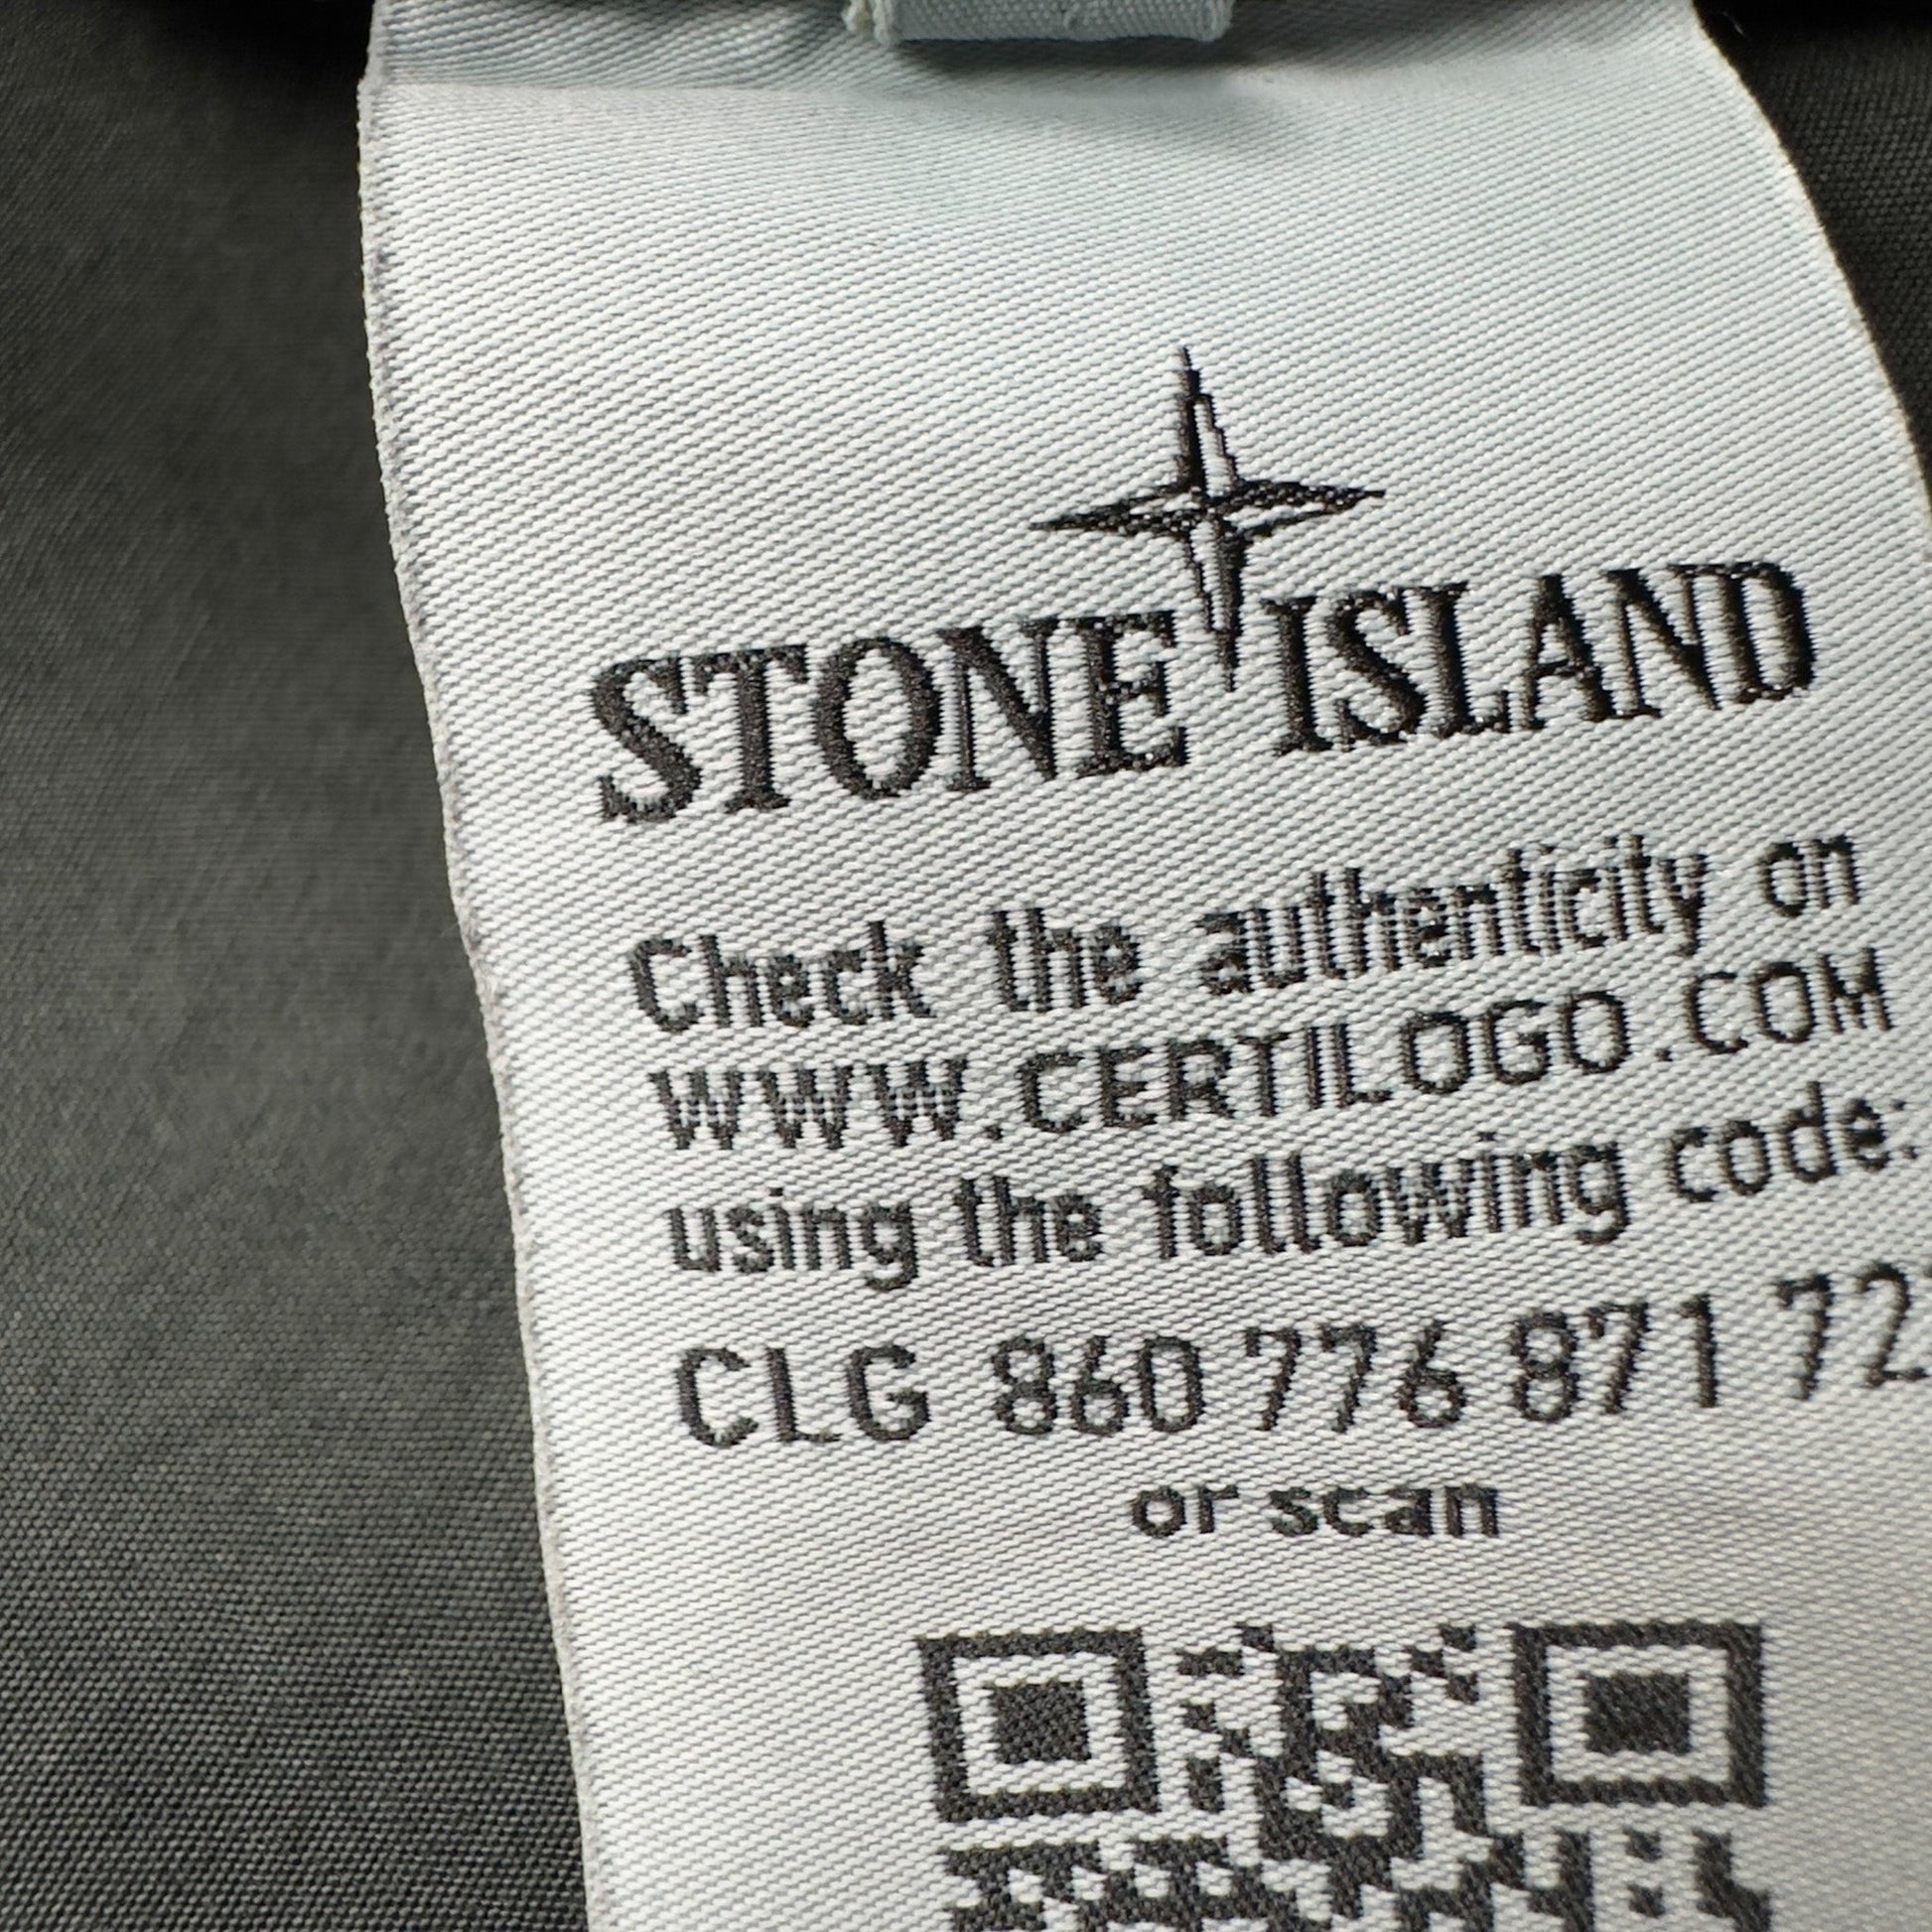 STONE ISLAND
Check the authenticity on
WWW.CERTILOGO.COM
using the following code:
CLG 860 776 871 72
or scan